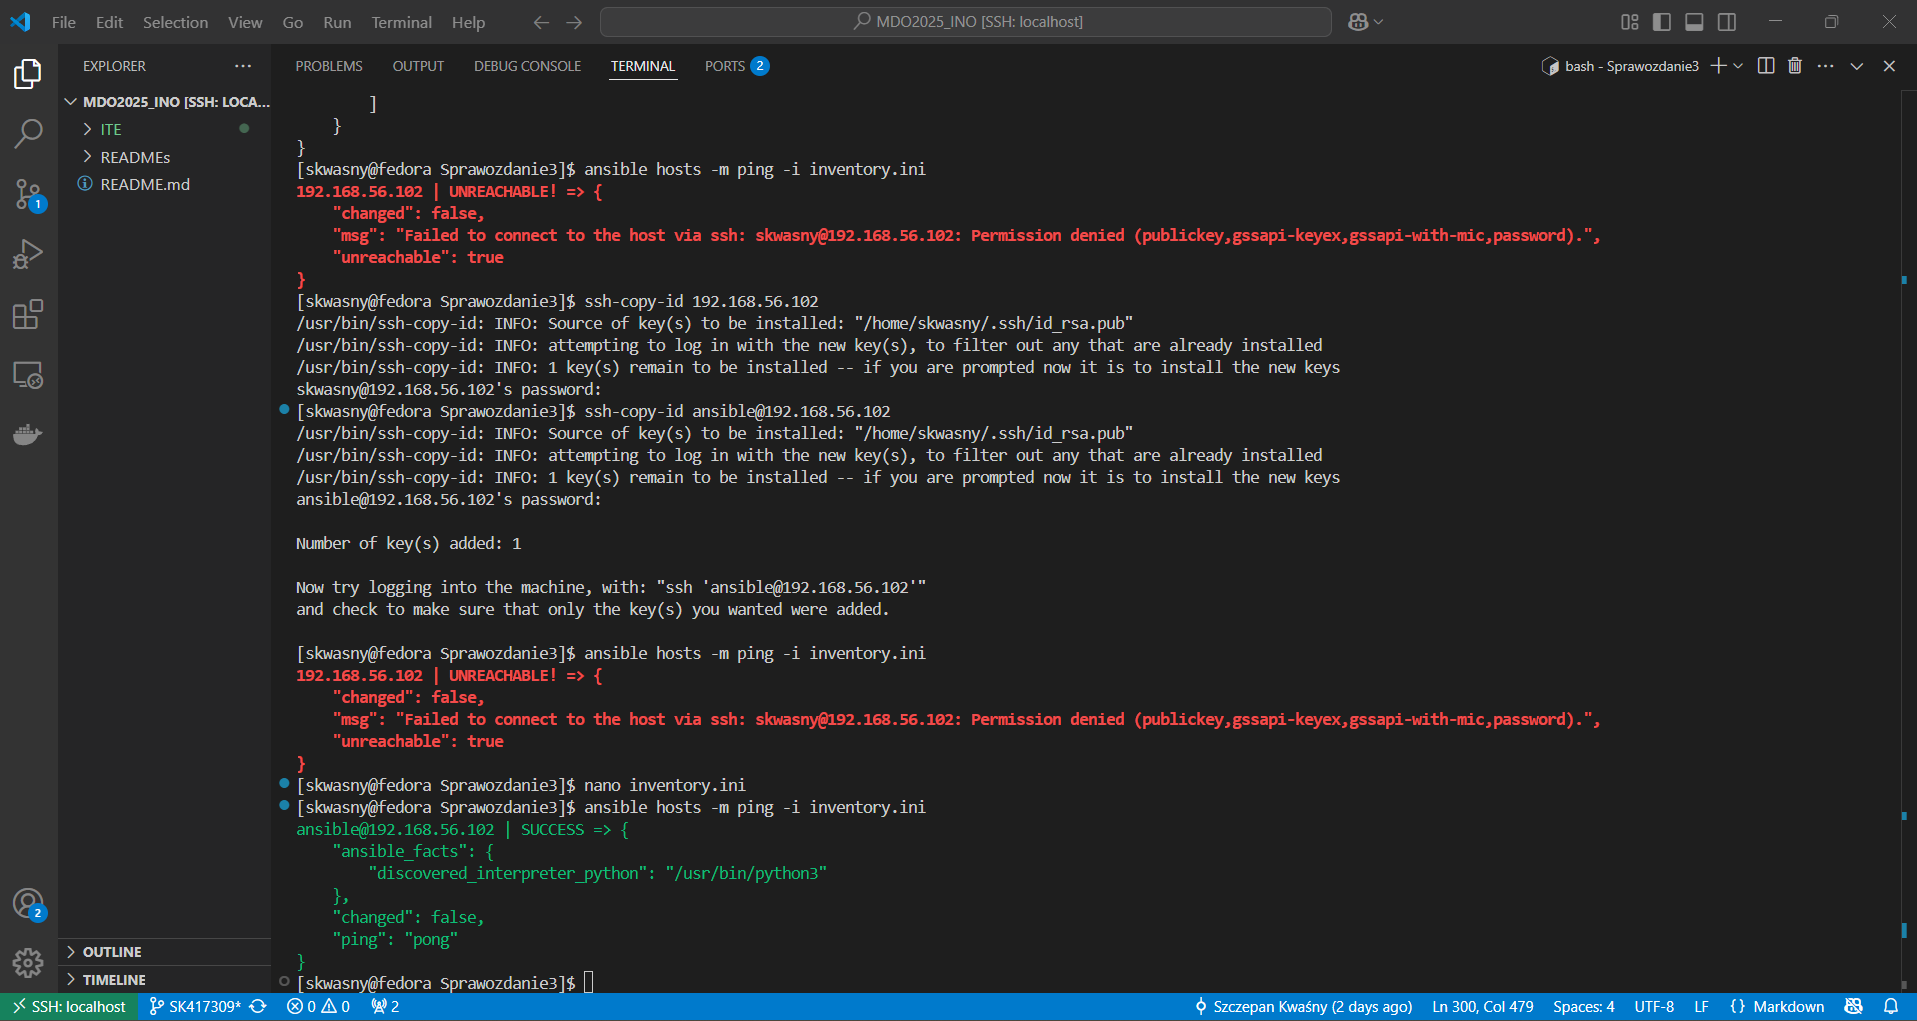 File Edit Selection View Go Run Terminal Help
MDO2025_INO [SSH: localhost]
EXPLORER
MDO2025_INO [SSH: LOCA...
ITE
READMEs
README.md
1
2
OUTLINE
TIMELINE
PROBLEMS OUTPUT DEBUG CONSOLE TERMINAL PORTS 2
bash - Sprawozdanie3
        ]
    }
}
[skwasny@fedora Sprawozdanie3]$ ansible hosts -m ping -i inventory.ini
192.168.56.102 | UNREACHABLE! => {
    "changed": false,
    "msg": "Failed to connect to the host via ssh: skwasny@192.168.56.102: Permission denied (publickey,gssapi-keyex,gssapi-with-mic,password).",
    "unreachable": true
}
[skwasny@fedora Sprawozdanie3]$ ssh-copy-id 192.168.56.102
/usr/bin/ssh-copy-id: INFO: Source of key(s) to be installed: "/home/skwasny/.ssh/id_rsa.pub"
/usr/bin/ssh-copy-id: INFO: attempting to log in with the new key(s), to filter out any that are already installed
/usr/bin/ssh-copy-id: INFO: 1 key(s) remain to be installed -- if you are prompted now it is to install the new keys
skwasny@192.168.56.102's password:
[skwasny@fedora Sprawozdanie3]$ ssh-copy-id ansible@192.168.56.102
/usr/bin/ssh-copy-id: INFO: Source of key(s) to be installed: "/home/skwasny/.ssh/id_rsa.pub"
/usr/bin/ssh-copy-id: INFO: attempting to log in with the new key(s), to filter out any that are already installed
/usr/bin/ssh-copy-id: INFO: 1 key(s) remain to be installed -- if you are prompted now it is to install the new keys
ansible@192.168.56.102's password:
Number of key(s) added: 1
Now try logging into the machine, with: "ssh 'ansible@192.168.56.102'"
and check to make sure that only the key(s) you wanted were added.
[skwasny@fedora Sprawozdanie3]$ ansible hosts -m ping -i inventory.ini
192.168.56.102 | UNREACHABLE! => {
    "changed": false,
    "msg": "Failed to connect to the host via ssh: skwasny@192.168.56.102: Permission denied (publickey,gssapi-keyex,gssapi-with-mic,password).",
    "unreachable": true
}
[skwasny@fedora Sprawozdanie3]$ nano inventory.ini
[skwasny@fedora Sprawozdanie3]$ ansible hosts -m ping -i inventory.ini
ansible@192.168.56.102 | SUCCESS => {
    "ansible_facts": {
        "discovered_interpreter_python": "/usr/bin/python3"
    },
    "changed": false,
    "ping": "pong"
}
[skwasny@fedora Sprawozdanie3]$
SSH: localhost SK417309* 0 0 2 Szczepan Kwaśny (2 days ago) Ln 300, Col 479 Spaces: 4 UTF-8 LF {} Markdown